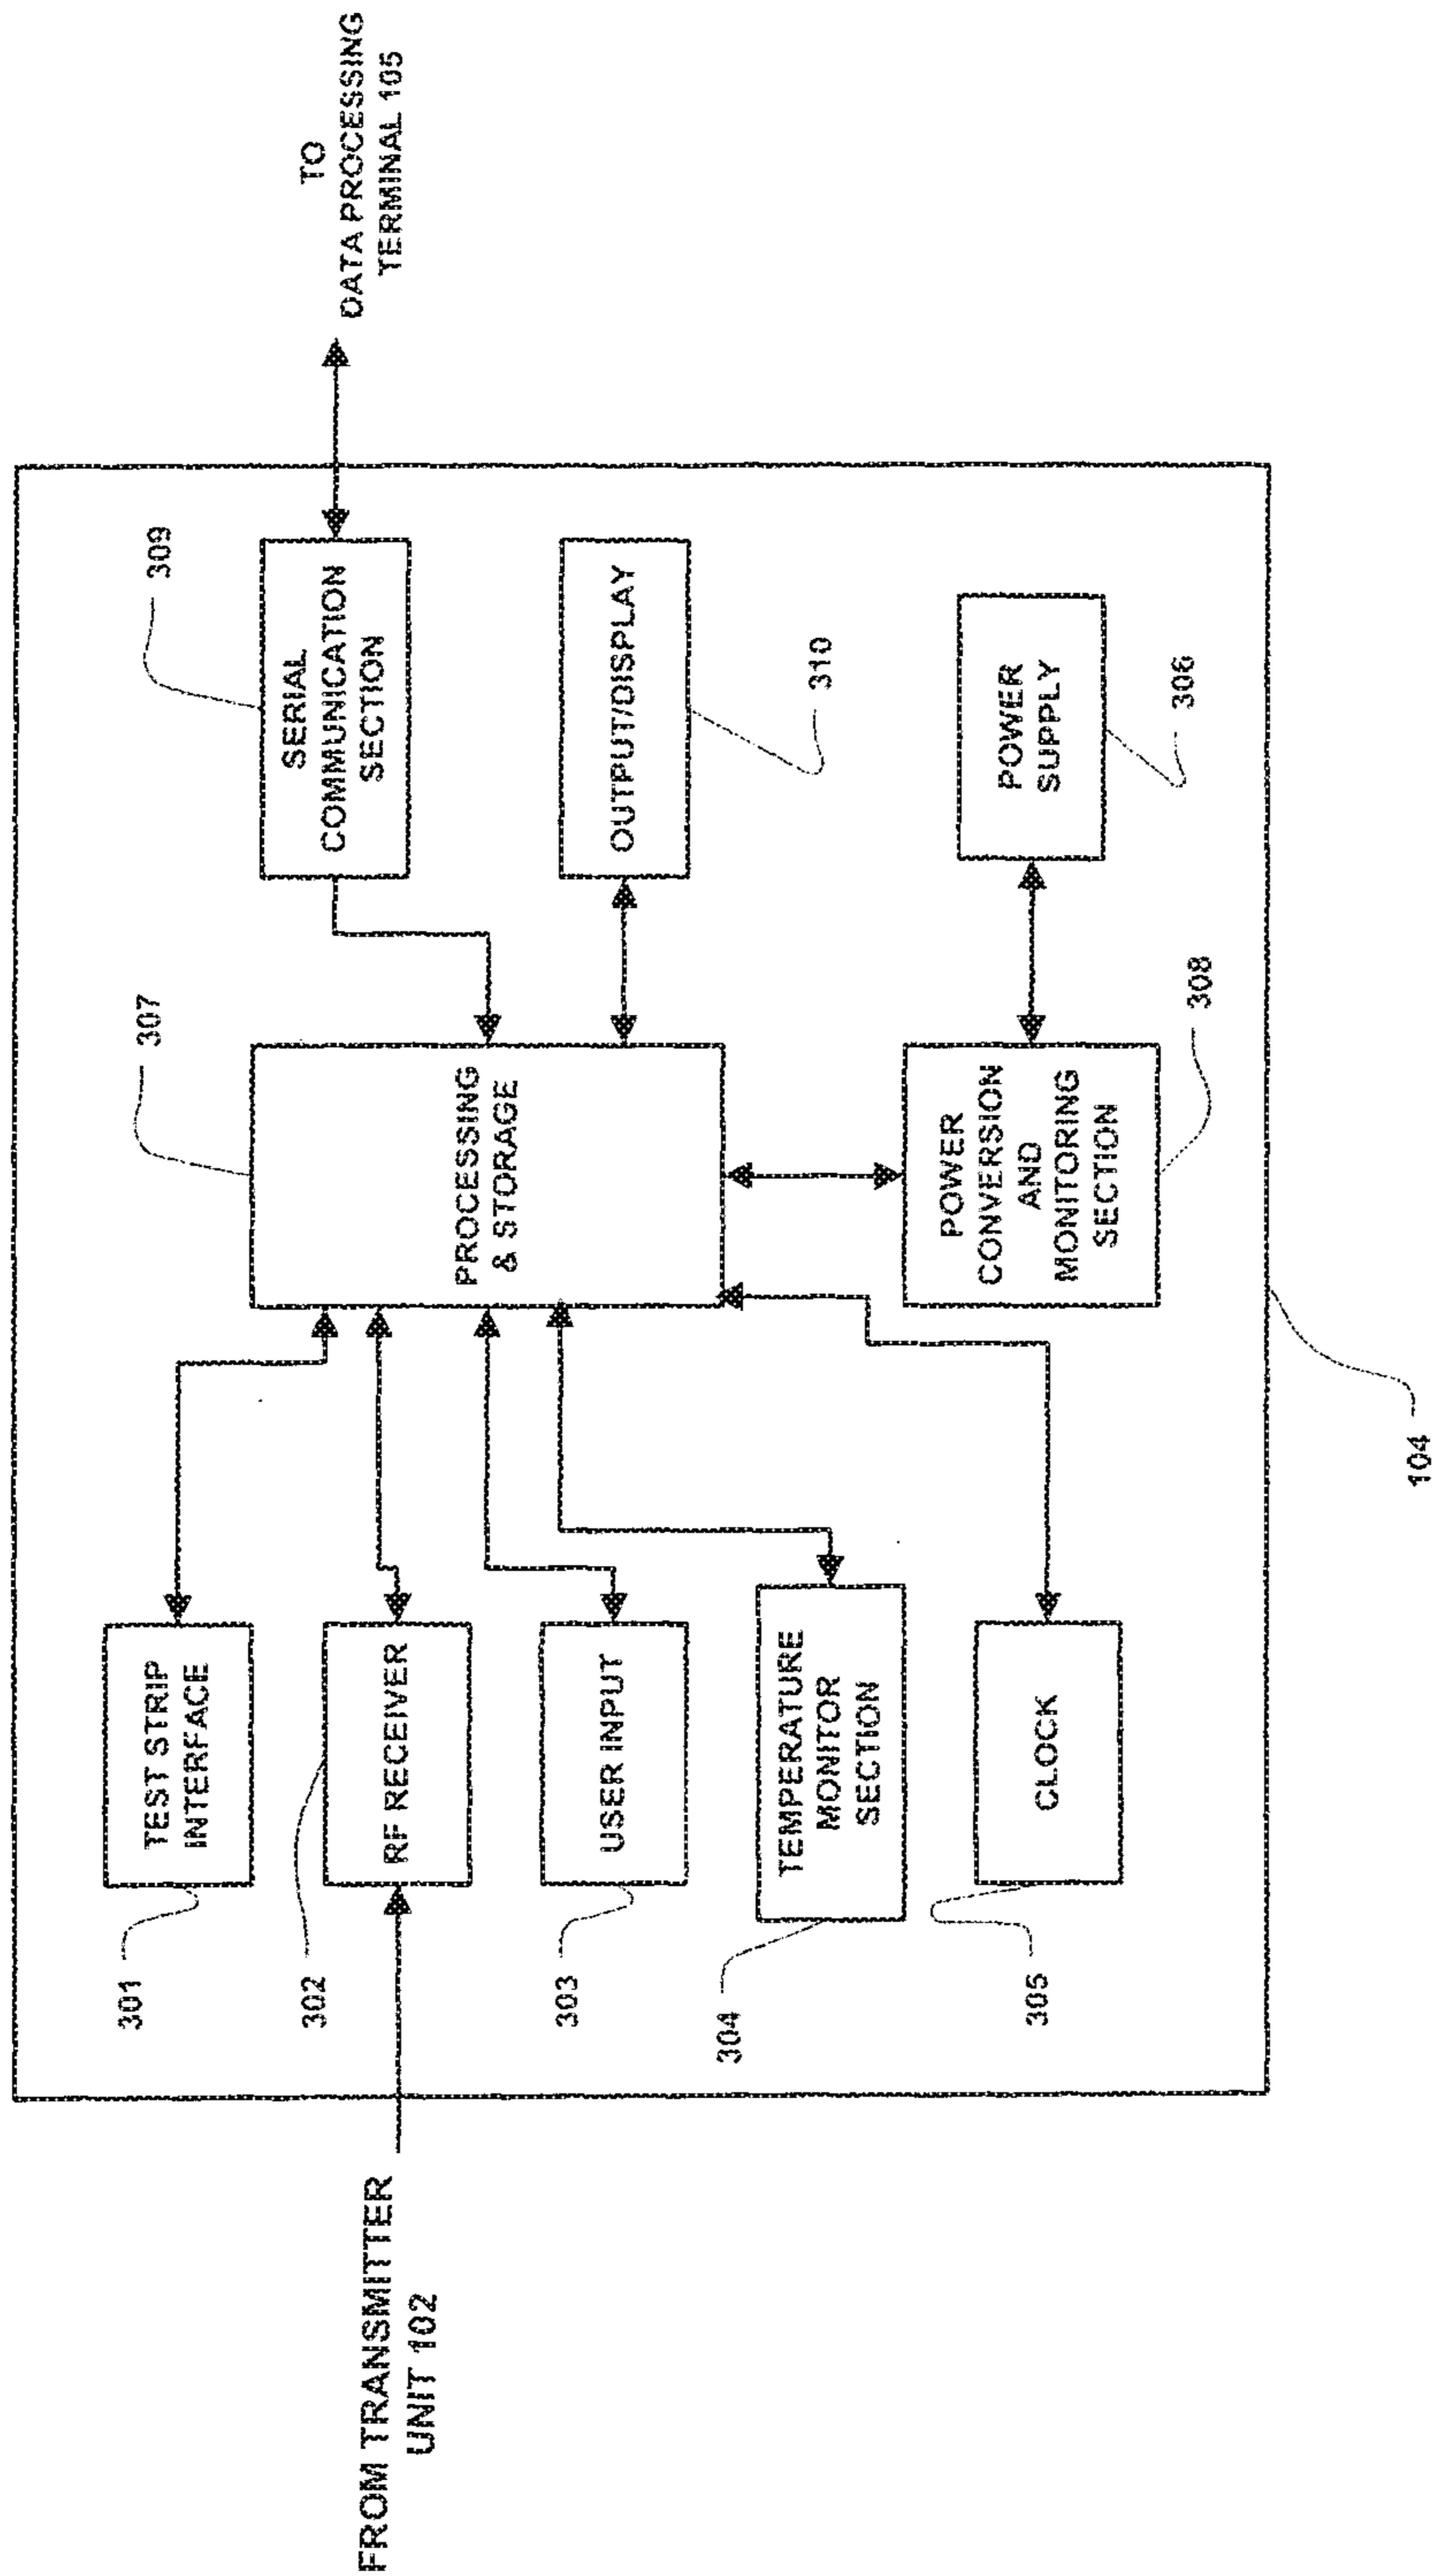 TO
DATA PROCESSING
TERMINAL 105
309
SERIAL
COMMUNICATION
SECTION
OUTPUT/DISPLAY
310
POWER
SUPPLY
306
307
PROCESSING
& STORAGE
POWER
CONVERSION
AND
MONITORING
SECTION
308
TEST STRIP
INTERFACE
301
RF RECEIVER
302
USER INPUT
303
TEMPERATURE
MONITOR
SECTION
304
CLOCK
305
104
FROM TRANSMITTER
UNIT 102